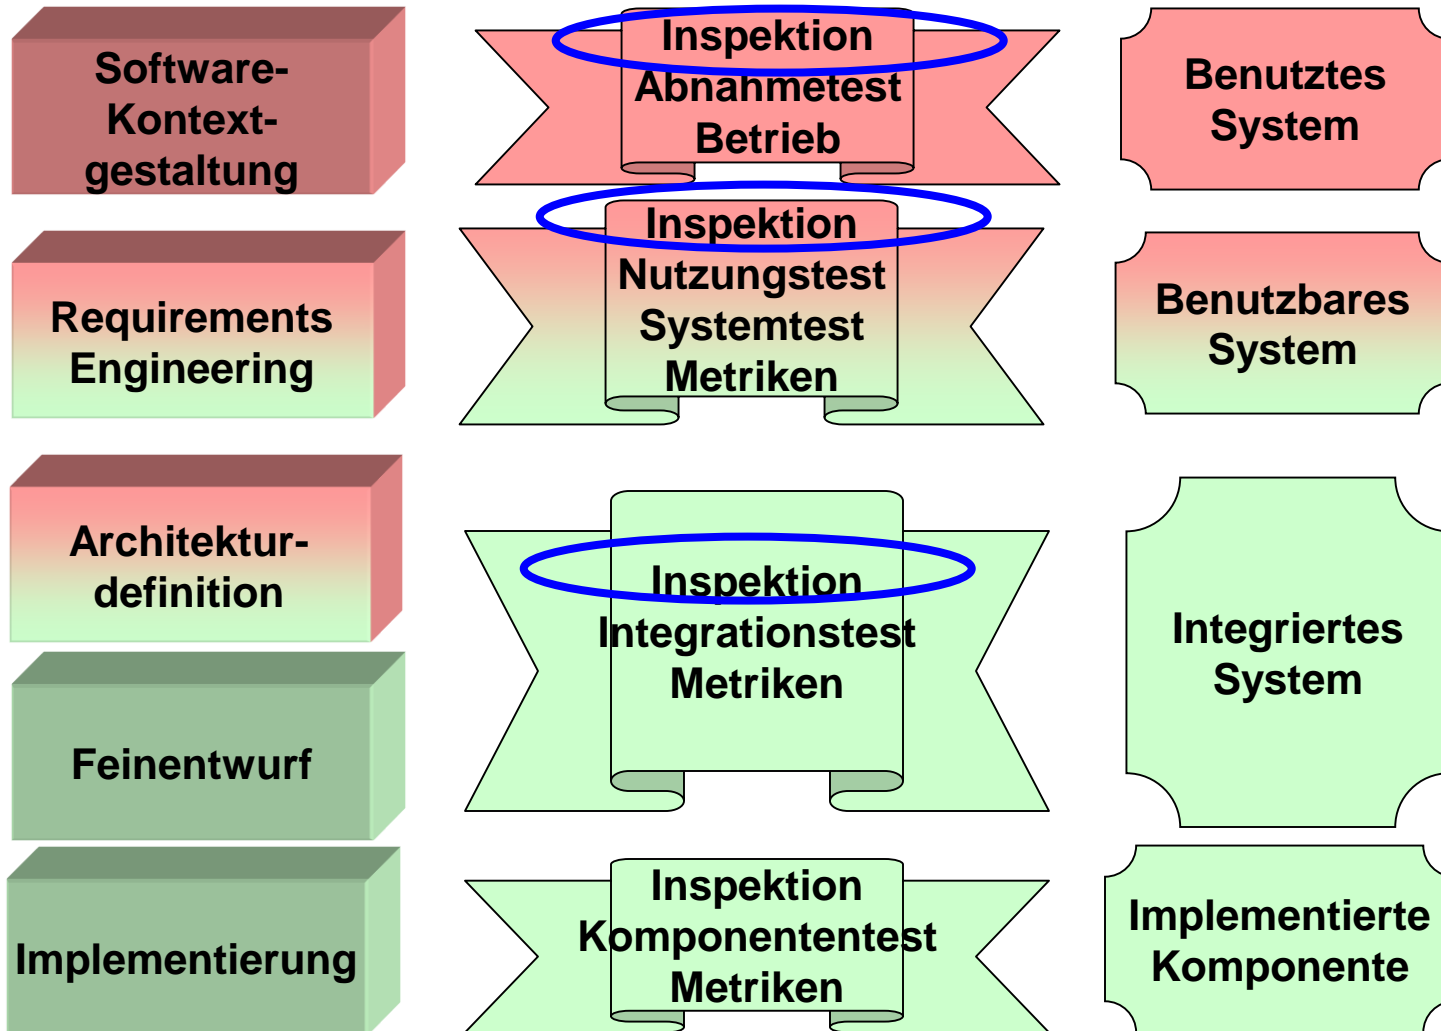 Software-
Kontext-
gestaltung
Inspektion
Abnahmetest
Betrieb
Benutztes
System
Requirements
Engineering
Inspektion
Nutzungstest
Systemtest
Metriken
Benutzbares
System
Architektur-
definition
Inspektion
Integrationstest
Metriken
Integriertes
System
Feinentwurf
Implementierung
Inspektion
Komponententest
Metriken
Implementierte
Komponente